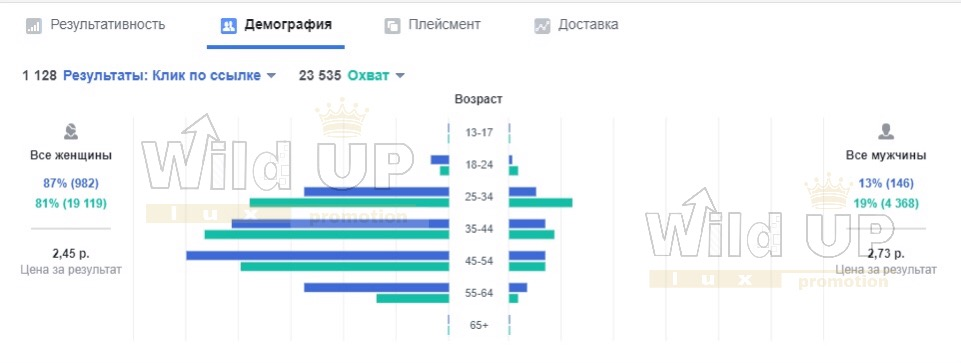 Результативность Демография Плейсмент Доставка
1 128 Результаты: Клик по ссылке 23 535 Охват
Возраст
13-17
18-24
25-34
35-44
45-54
55-64
65+
Все женщины
87% (982)
81% (19 119)
2,45 р.
Цена за результат
Все мужчины
13% (146)
19% (4 368)
2,73 р.
Цена за результат
Wild UP
lux promotion
Wild UP
lux promotion